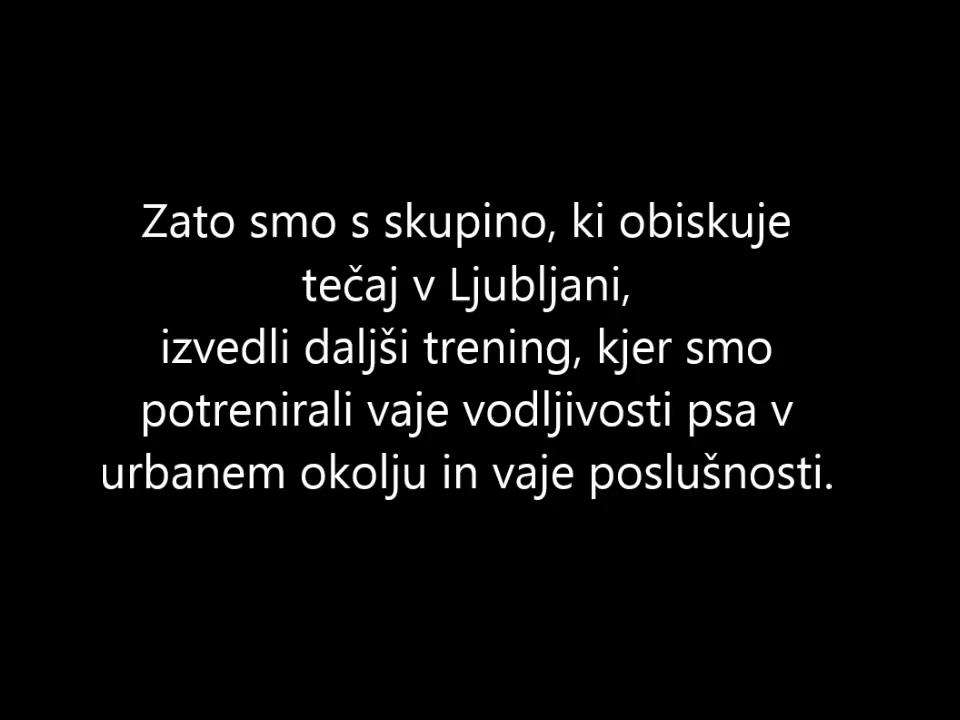 Zato smo s skupino, ki obiskuje
tečaj v Ljubljani,
izvedli daljši trening, kjer smo
potrenirali vaje vodljivosti psa v
urbanem okolju in vaje poslušnosti.